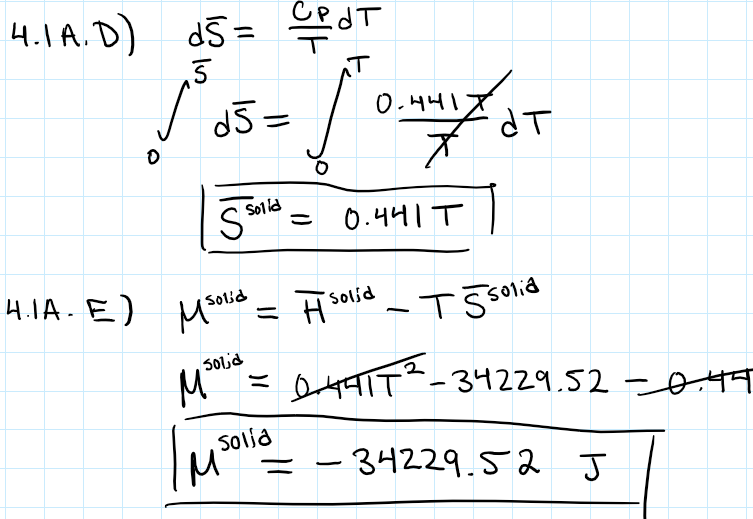 4.1A.D) dS̅ = Cp/T dT
∫₀^S̅ dS̅ = ∫₀^T 0.441T/T dT
S̅^solid = 0.441T
4.1A.E) μ^solid = H̅^solid - T S̅^solid
μ^solid = 0.441T² - 34229.52 - 0.44
μ^solid = - 34229.52 J